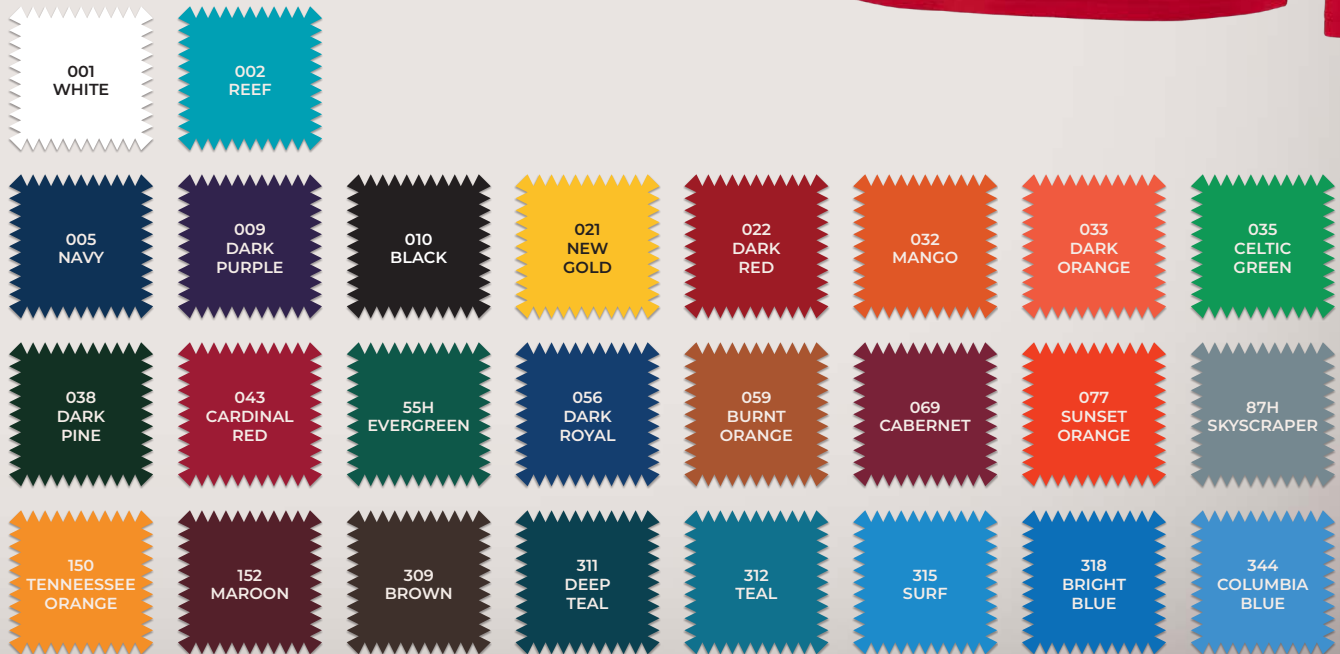 001
WHITE
002
REEF
005
NAVY
009
DARK
PURPLE
010
BLACK
021
NEW
GOLD
022
DARK
RED
032
MANGO
033
DARK
ORANGE
035
CELTIC
GREEN
038
DARK
PINE
043
CARDINAL
RED
55H
EVERGREEN
056
DARK
ROYAL
059
BURNT
ORANGE
069
CABERNET
077
SUNSET
ORANGE
87H
SKYSCRAPER
150
TENNEESSEE
ORANGE
152
MAROON
309
BROWN
311
DEEP
TEAL
312
TEAL
315
SURF
318
BRIGHT
BLUE
344
COLUMBIA
BLUE